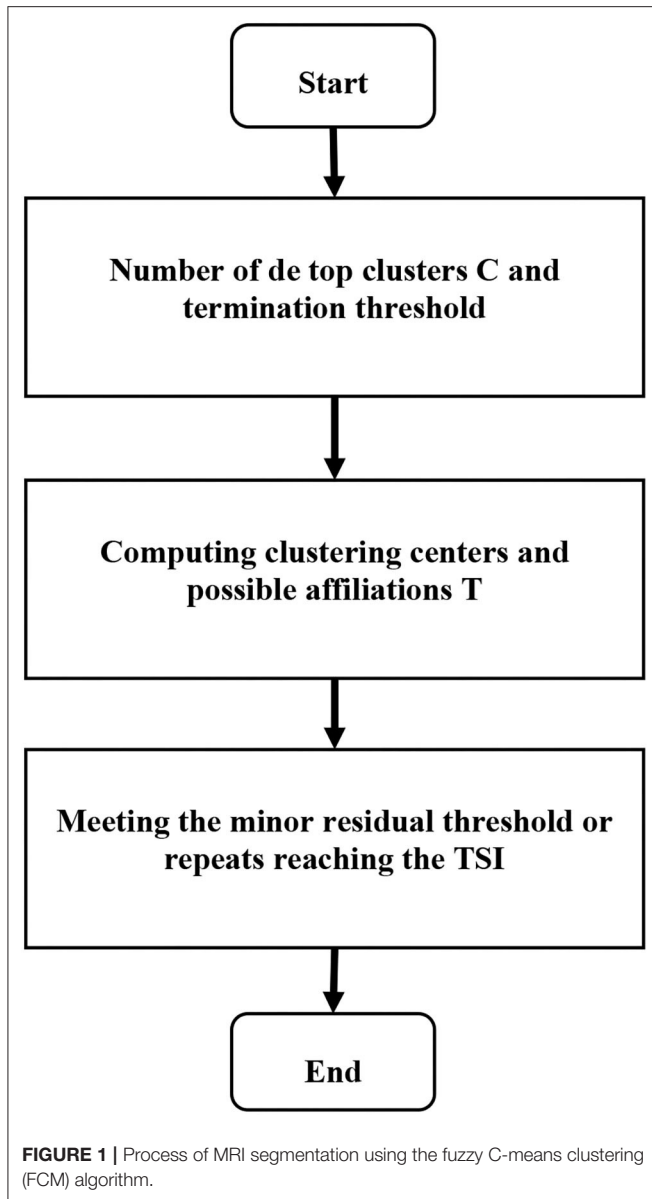 Start
Number of de top clusters C and
termination threshold
Computing clustering centers and
possible affiliations T
Meeting the minor residual threshold or
repeats reaching the TSI
End
FIGURE 1 | Process of MRI segmentation using the fuzzy C-means clustering
(FCM) algorithm.